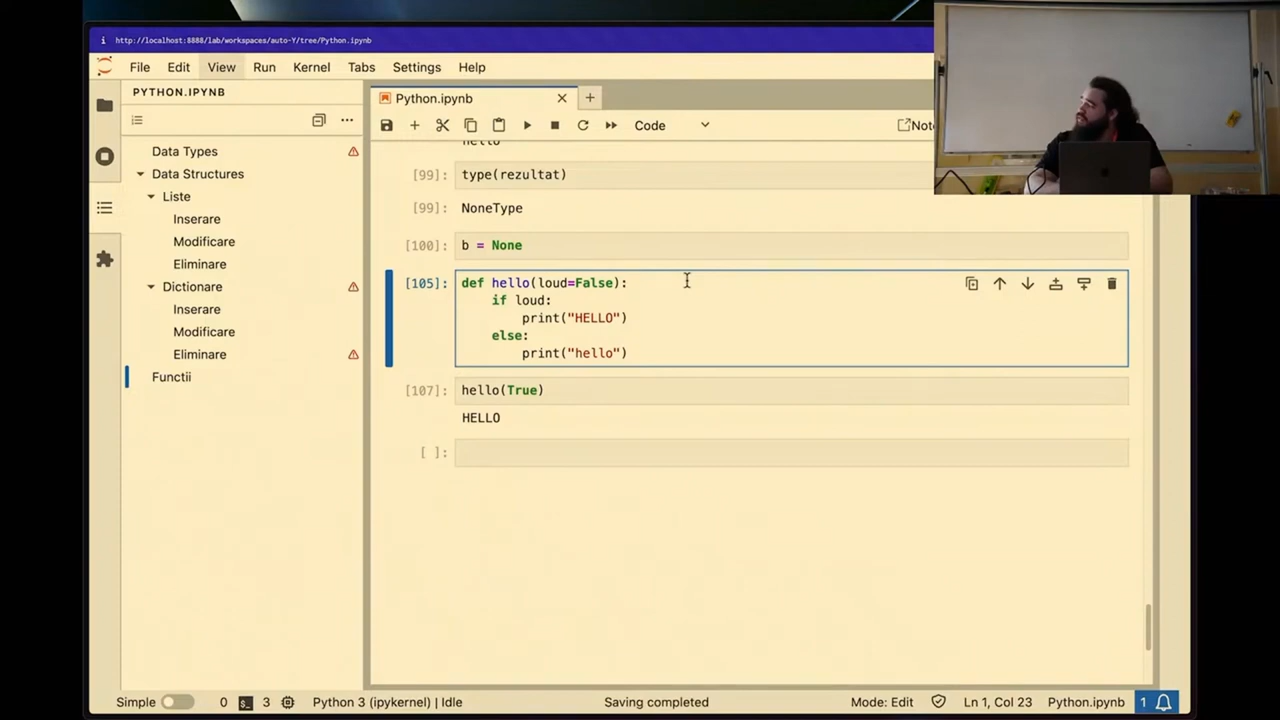 http://localhost:8888/lab/workspaces/auto-Y/tree/Python.ipynb
File Edit View Run Kernel Tabs Settings Help
PYTHON.IPYNB
Data Types
Data Structures
Liste
Inserare
Modificare
Eliminare
Dictionare
Inserare
Modificare
Eliminare
Functii
Python.ipynb
Code
hello
[99]: type(rezultat)
[99]: NoneType
[100]: b = None
[105]: def hello(loud=False):
if loud:
print("HELLO")
else:
print("hello")
[107]: hello(True)
HELLO
[ ]:
Simple 0 3 Python 3 (ipykernel) | Idle Saving completed Mode: Edit Ln 1, Col 23 Python.ipynb 1